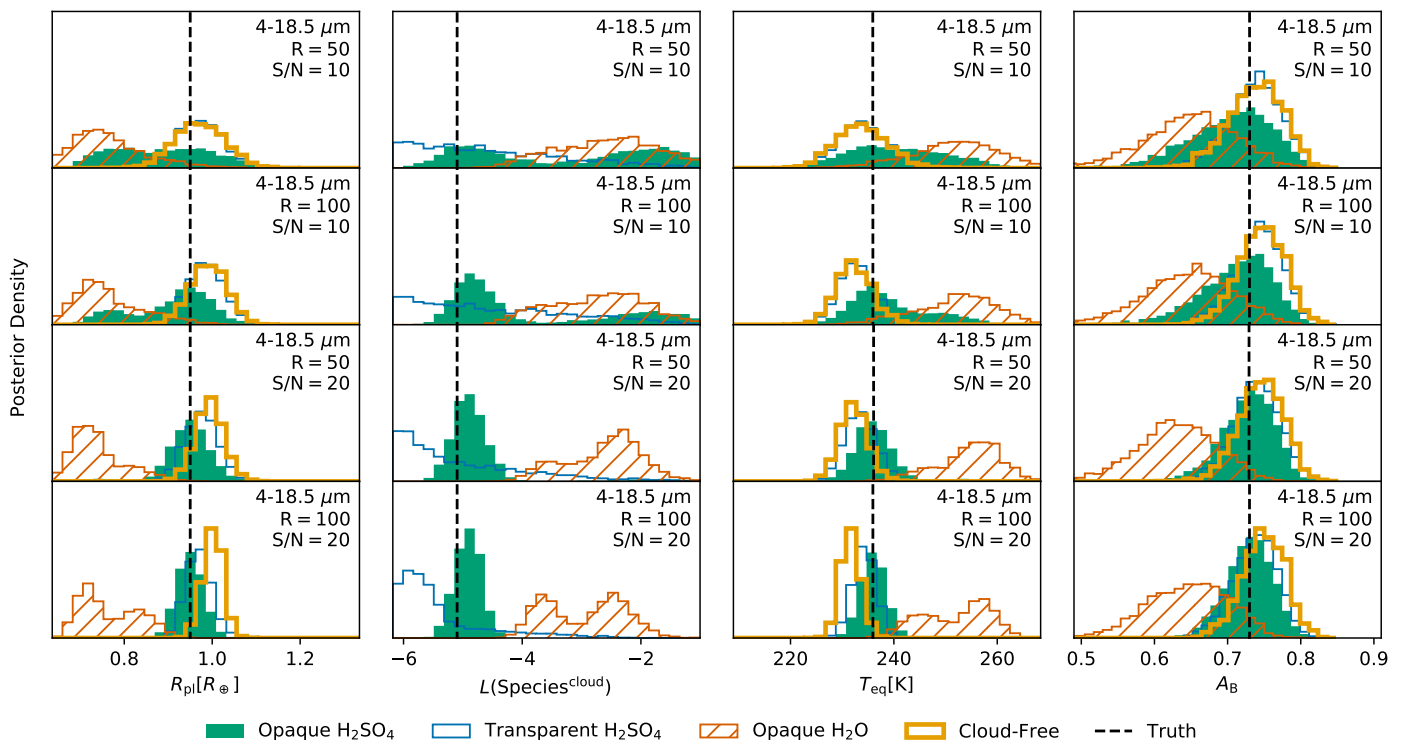 4-18.5 μm
R = 50
S/N = 10
4-18.5 μm
R = 50
S/N = 10
4-18.5 μm
R = 50
S/N = 10
4-18.5 μm
R = 50
S/N = 10
4-18.5 μm
R = 100
S/N = 10
4-18.5 μm
R = 100
S/N = 10
4-18.5 μm
R = 100
S/N = 10
4-18.5 μm
R = 100
S/N = 10
Posterior Density
4-18.5 μm
R = 50
S/N = 20
4-18.5 μm
R = 50
S/N = 20
4-18.5 μm
R = 50
S/N = 20
4-18.5 μm
R = 50
S/N = 20
4-18.5 μm
R = 100
S/N = 20
4-18.5 μm
R = 100
S/N = 20
4-18.5 μm
R = 100
S/N = 20
4-18.5 μm
R = 100
S/N = 20
0.8 1.0 1.2
−6 −4 −2
220 240 260
0.5 0.6 0.7 0.8 0.9
R_pl[R_⊕]
L(Species^cloud)
T_eq[K]
A_B
Opaque H₂SO₄ Transparent H₂SO₄ Opaque H₂O Cloud-Free Truth